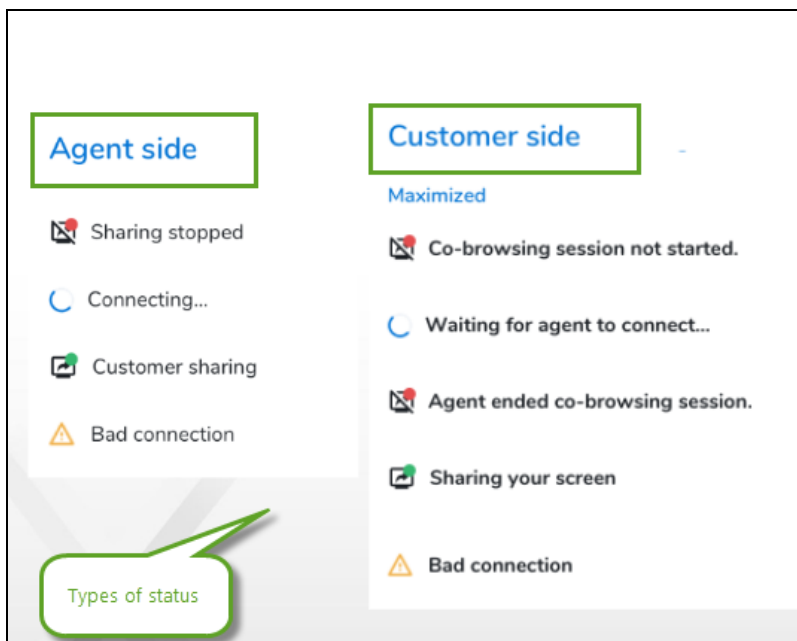 Agent side
Sharing stopped
Connecting...
Customer sharing
Bad connection
Customer side
Maximized
Co-browsing session not started.
Waiting for agent to connect...
Agent ended co-browsing session.
Sharing your screen
Bad connection
Types of status